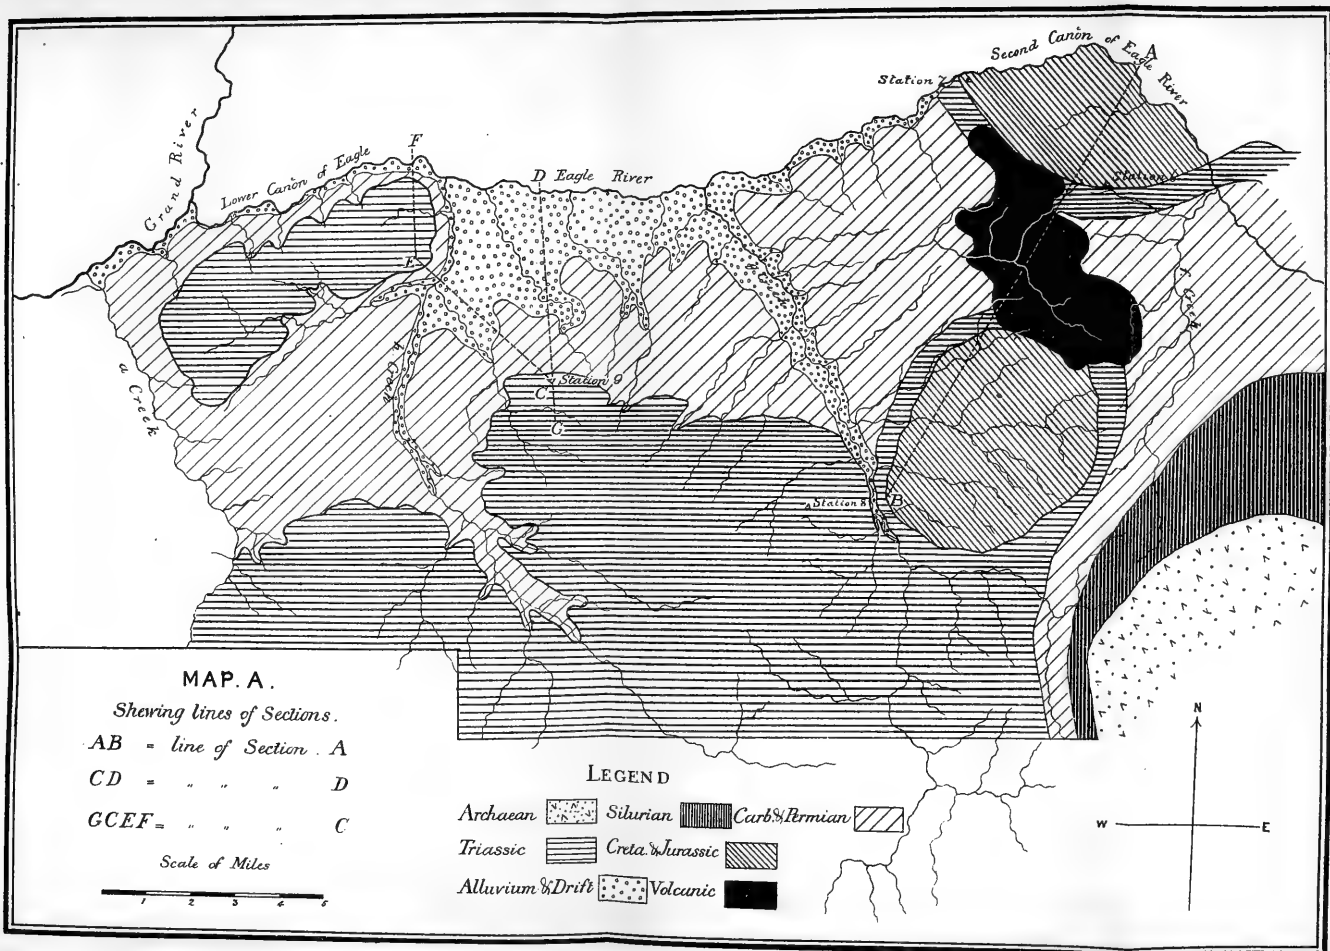 Second Cañon of Eagle River
A
Station 7
Grand River
Lower Cañon of Eagle
F
D
Eagle River
Station 6
E
f Creek
h Creek
a Creek
Station 9
C
G
Station 8
B
MAP. A.
Shewing lines of Sections.
AB = line of Section . A
CD = " " " D
GCEF = " " " C
Scale of Miles
1 2 3 4 5
LEGEND
Archaean Silurian Carb. & Permian
Triassic Creta. & Jurassic
Alluvium & Drift Volcanic
N
W E